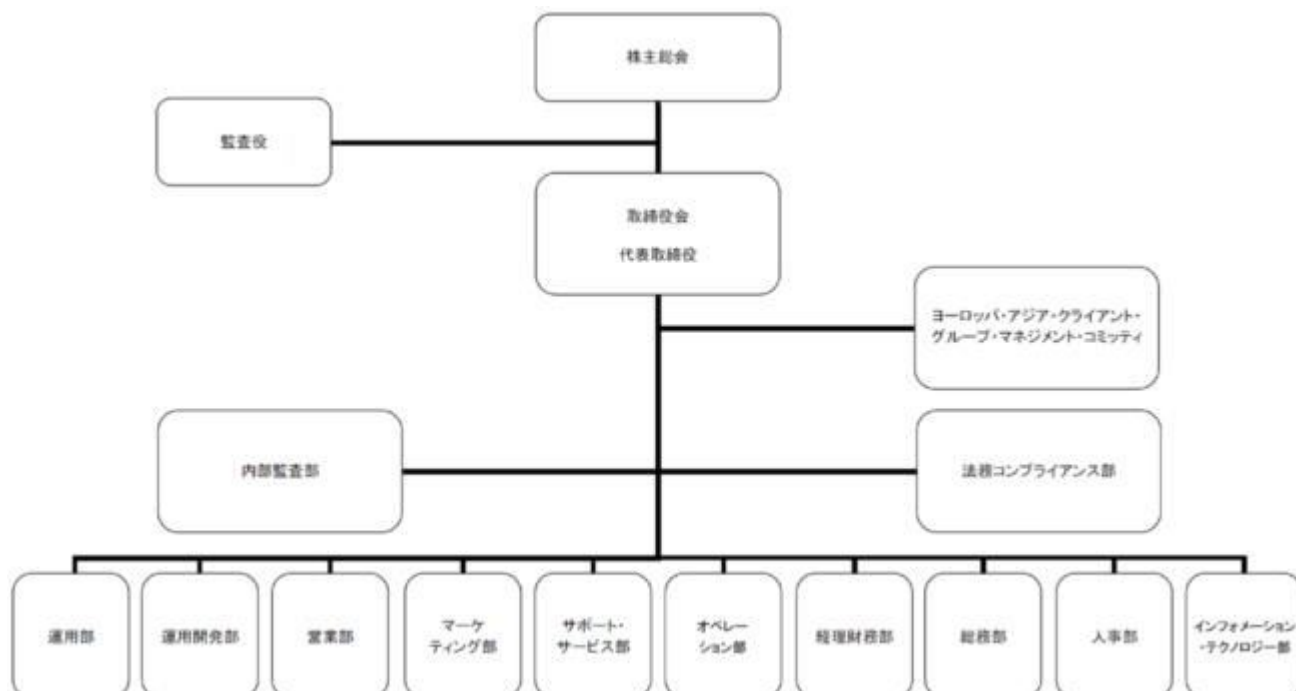 株主総会
監査役
取締役会
代表取締役
ヨーロッパ・アジア・クライアント・
グループ・マネジメント・コミッティ
内部監査部
法務コンプライアンス部
運用部
運用開発部
営業部
マーケ
ティング部
サポート・
サービス部
オペレー
ション部
経理財務部
総務部
人事部
インフォメーション
・テクノロジー部